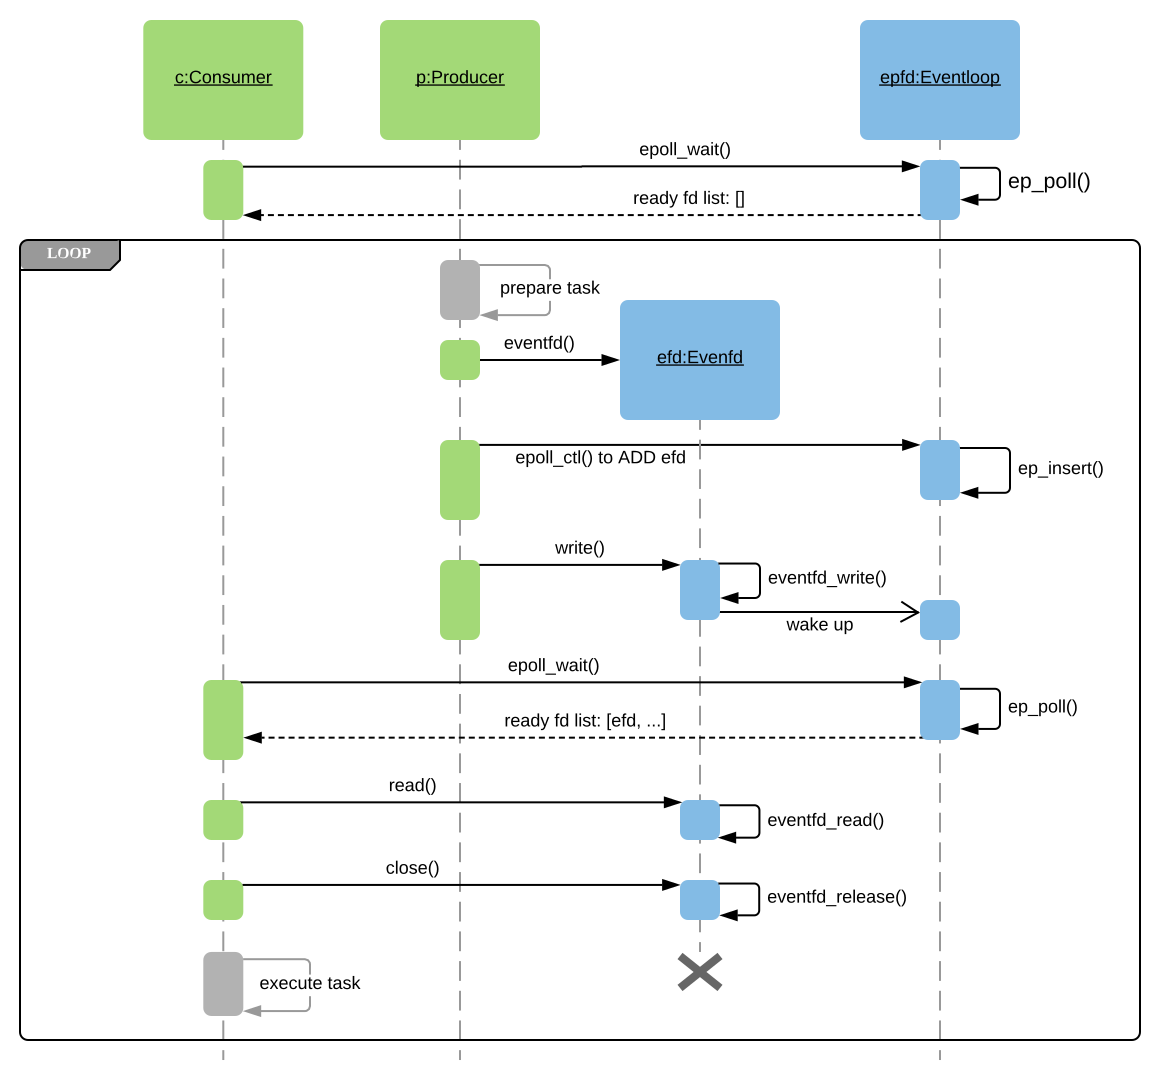 c:Consumer
p:Producer
epfd:Eventloop
epoll_wait()
ep_poll()
ready fd list: []
LOOP
prepare task
eventfd()
efd:Evenfd
epoll_ctl() to ADD efd
ep_insert()
write()
eventfd_write()
wake up
epoll_wait()
ep_poll()
ready fd list: [efd, ...]
read()
eventfd_read()
close()
eventfd_release()
execute task